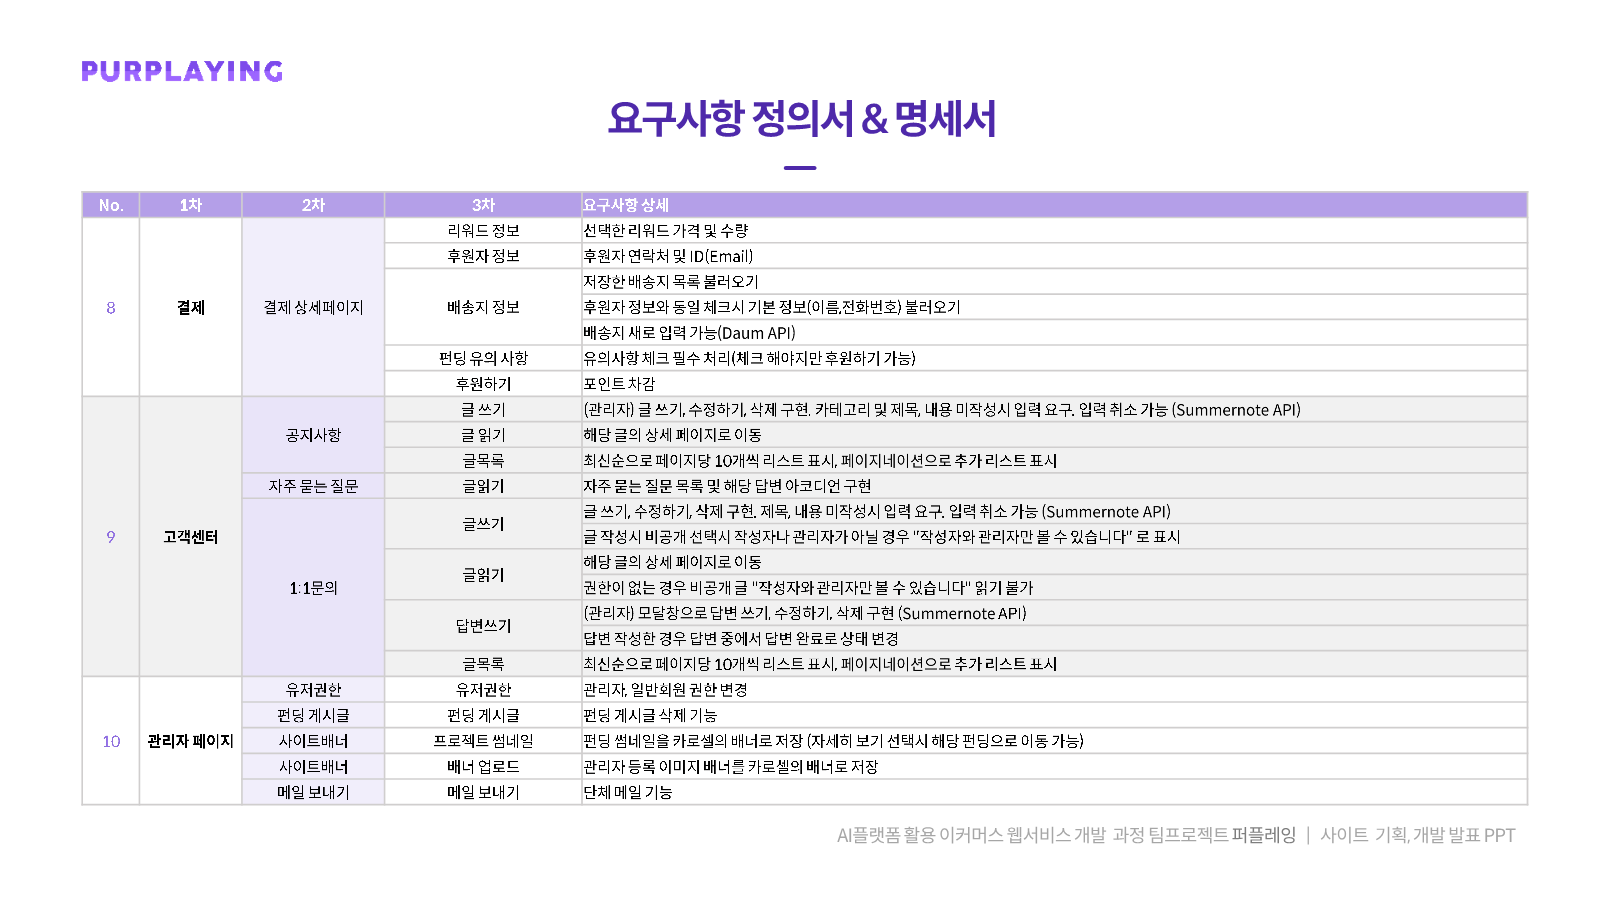 PURPLAYING
요구사항 정의서 & 명세서
No. 1차 2차 3차 요구사항 상세
8 결제 결제 상세페이지 리워드 정보 선택한 리워드 가격 및 수량
후원자 정보 후원자 연락처 및 ID(Email)
배송지 정보 저장한 배송지 목록 불러오기
후원자 정보와 동일 체크시 기본 정보(이름,전화번호) 불러오기
배송지 새로 입력 가능(Daum API)
펀딩 유의 사항 유의사항 체크 필수 처리(체크 해야지만 후원하기 가능)
후원하기 포인트 차감
9 고객센터 공지사항 글 쓰기 (관리자) 글 쓰기, 수정하기, 삭제 구현. 카테고리 및 제목, 내용 미작성시 입력 요구. 입력 취소 가능 (Summernote API)
글 읽기 해당 글의 상세 페이지로 이동
글목록 최신순으로 페이지당 10개씩 리스트 표시, 페이지네이션으로 추가 리스트 표시
자주 묻는 질문 글읽기 자주 묻는 질문 목록 및 해당 답변 아코디언 구현
1:1문의 글쓰기 글 쓰기, 수정하기, 삭제 구현. 제목, 내용 미작성시 입력 요구. 입력 취소 가능 (Summernote API)
글 작성시 비공개 선택시 작성자나 관리자가 아닐 경우 "작성자와 관리자만 볼 수 있습니다" 로 표시
글읽기 해당 글의 상세 페이지로 이동
권한이 없는 경우 비공개 글 "작성자와 관리자만 볼 수 있습니다" 읽기 불가
답변쓰기 (관리자) 모달창으로 답변 쓰기, 수정하기, 삭제 구현 (Summernote API)
답변 작성한 경우 답변 중에서 답변 완료로 상태 변경
글목록 최신순으로 페이지당 10개씩 리스트 표시, 페이지네이션으로 추가 리스트 표시
10 관리자 페이지 유저권한 유저권한 관리자, 일반회원 권한 변경
펀딩 게시글 펀딩 게시글 펀딩 게시글 삭제 기능
사이트배너 프로젝트 썸네일 펀딩 썸네일을 카로셀의 배너로 저장 (자세히 보기 선택시 해당 펀딩으로 이동 가능)
사이트배너 배너 업로드 관리자 등록 이미지 배너를 카로셀의 배너로 저장
메일 보내기 메일 보내기 단체 메일 기능
AI플랫폼 활용 이커머스 웹서비스 개발 과정 팀프로젝트 퍼플레잉 | 사이트 기획, 개발 발표 PPT